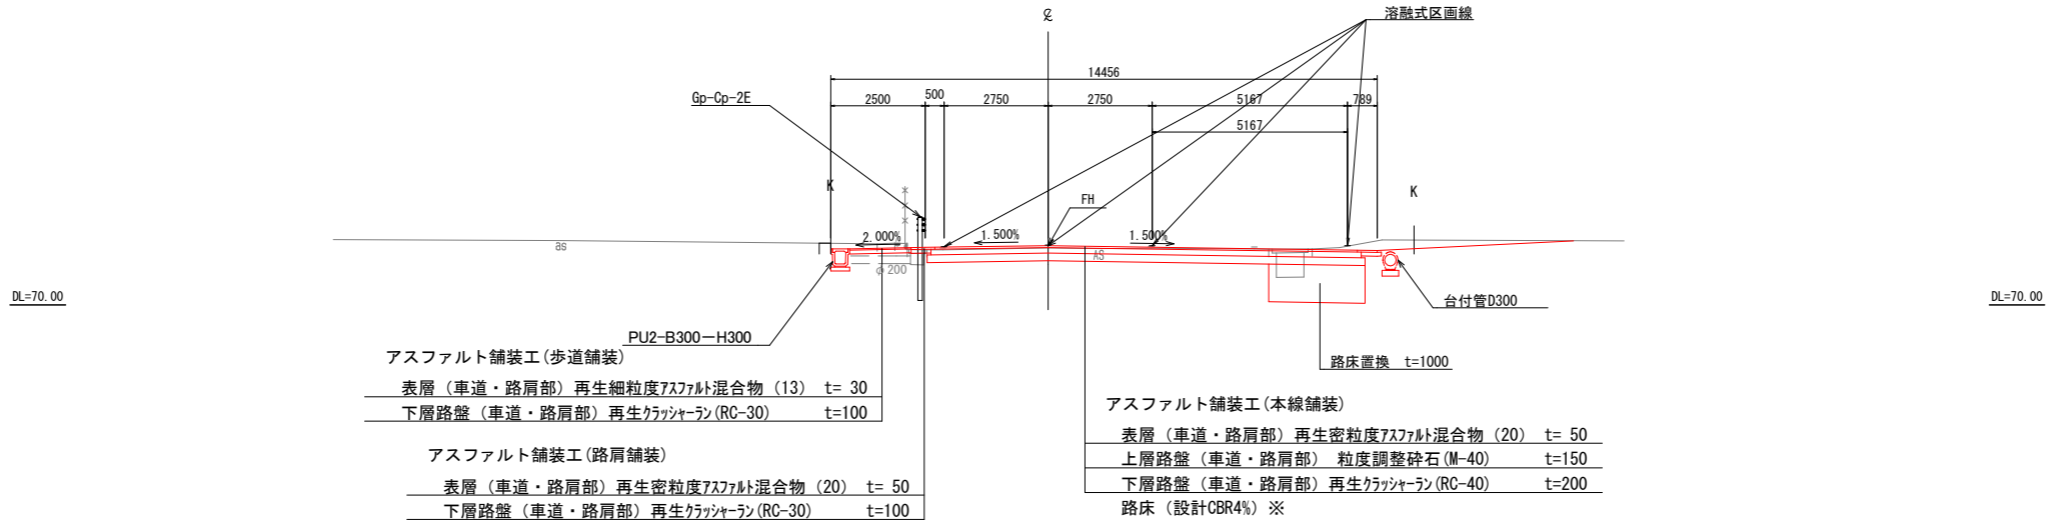 ℄
溶融式区画線
14456
Gp-Cp-2E
2500
500
2750
2750
5167
789
5167
K
K
FH
2.000%
1.500%
1.500%
as
AS
φ200
DL=70.00
DL=70.00
台付管D300
PU2-B300-H300
路床置換 t=1000
アスファルト舗装工(歩道舗装)
表層（車道・路肩部）再生細粒度ｱｽﾌｧﾙﾄ混合物（13） t= 30
下層路盤（車道・路肩部）再生ｸﾗｯｼｬｰﾗﾝ(RC-30) t=100
アスファルト舗装工(本線舗装)
表層（車道・路肩部）再生密粒度ｱｽﾌｧﾙﾄ混合物（20） t= 50
上層路盤（車道・路肩部） 粒度調整砕石(M-40) t=150
下層路盤（車道・路肩部）再生ｸﾗｯｼｬｰﾗﾝ(RC-40) t=200
路床（設計CBR4%）※
アスファルト舗装工(路肩舗装)
表層（車道・路肩部）再生密粒度ｱｽﾌｧﾙﾄ混合物（20） t= 50
下層路盤（車道・路肩部）再生ｸﾗｯｼｬｰﾗﾝ(RC-30) t=100